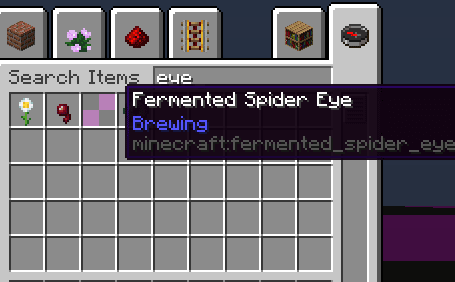 Search Items eye
Fermented Spider Eye
Brewing
minecraft:fermented_spider_eye